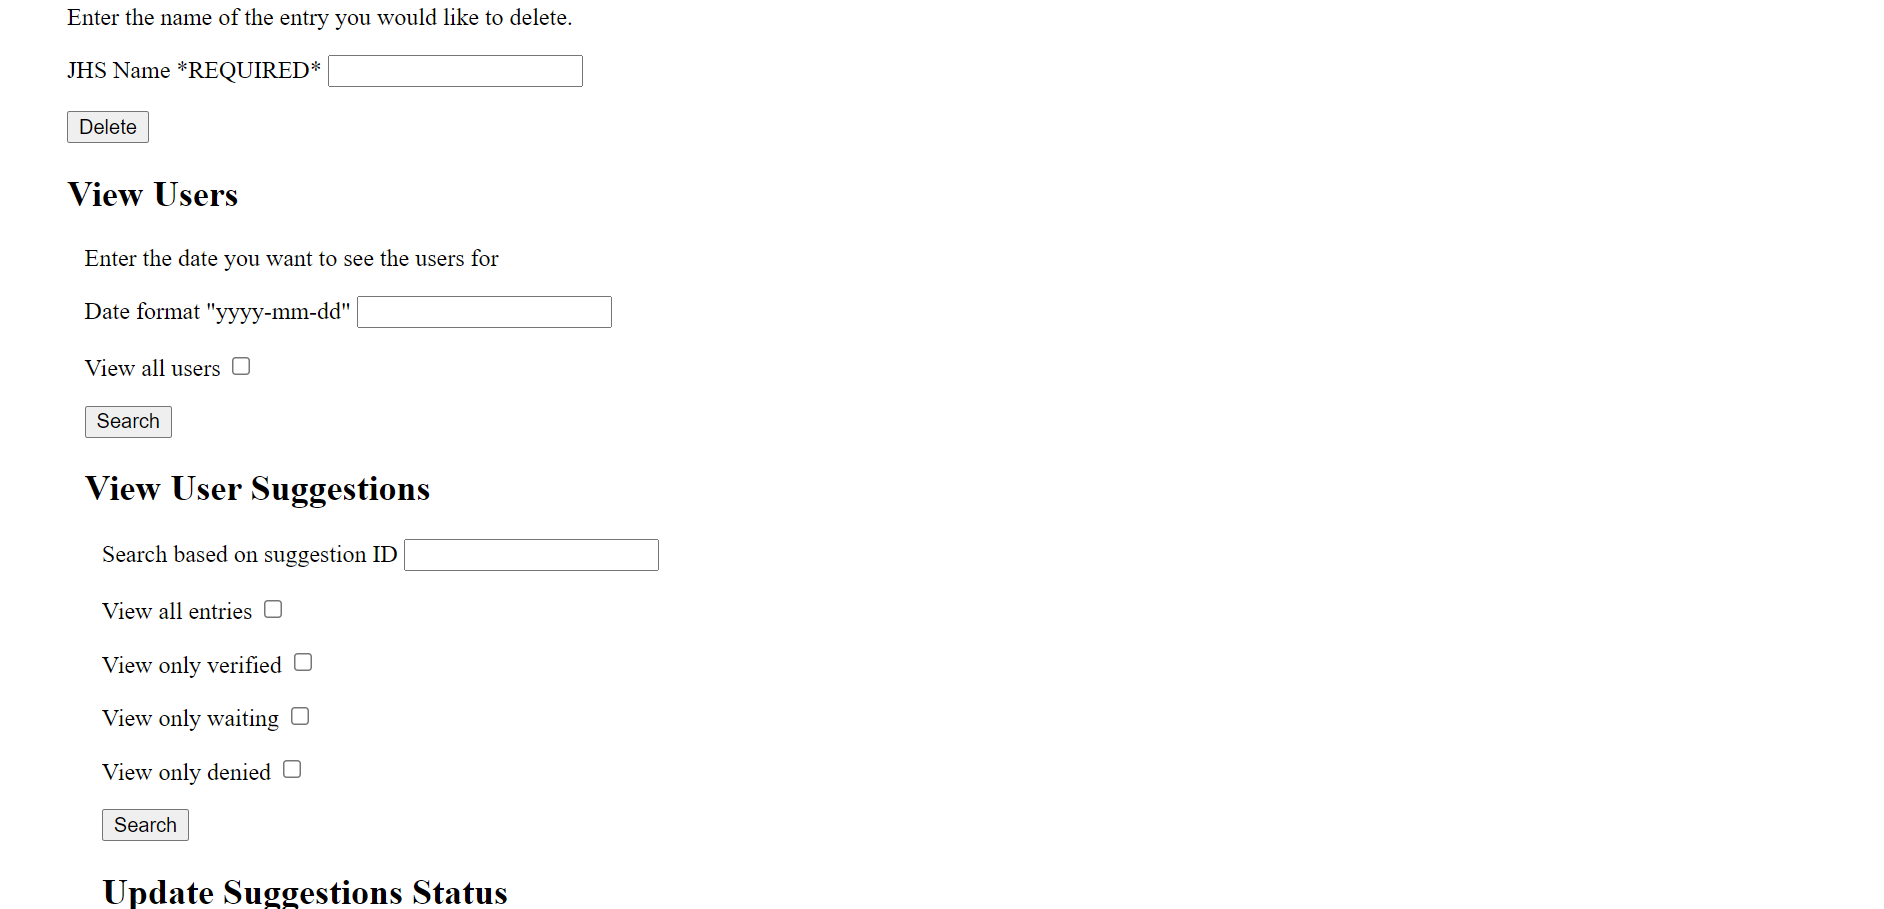 Enter the name of the entry you would like to delete.
JHS Name *REQUIRED*
Delete
View Users
Enter the date you want to see the users for
Date format "yyyy-mm-dd"
View all users
Search
View User Suggestions
Search based on suggestion ID
View all entries
View only verified
View only waiting
View only denied
Search
Update Suggestions Status